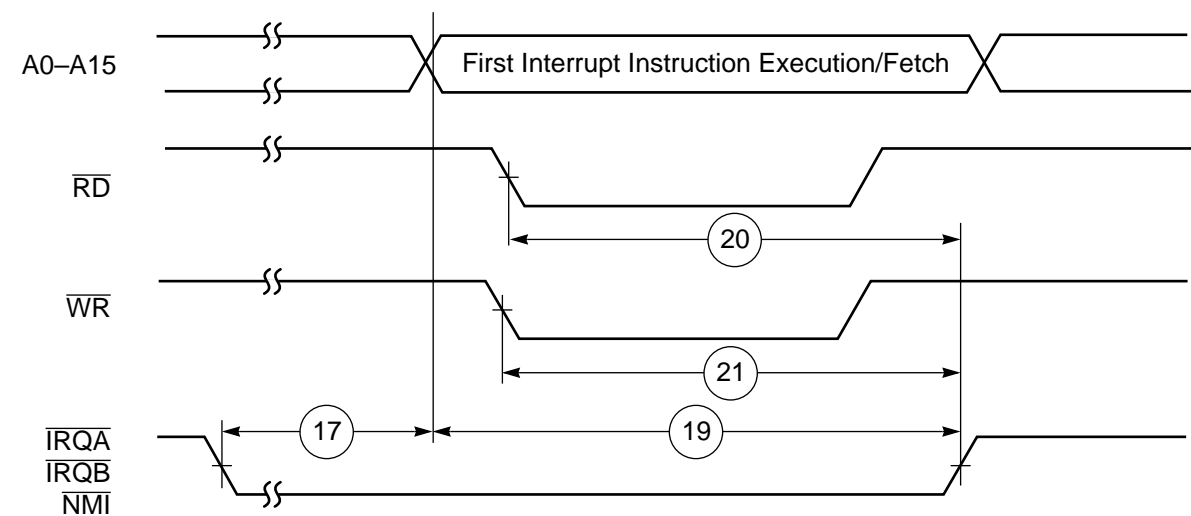 A0–A15
First Interrupt Instruction Execution/Fetch
RD
20
WR
21
17
19
IRQA
IRQB
NMI